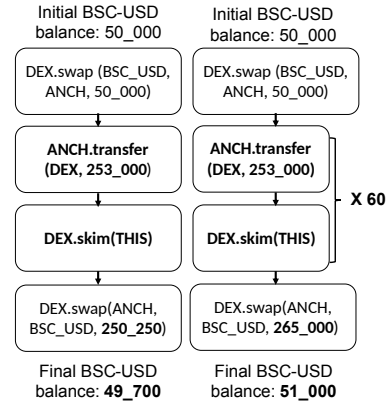 Initial BSC-USD
balance: 50_000
DEX.swap (BSC_USD,
ANCH, 50_000)
ANCH.transfer
(DEX, 253_000)
DEX.skim(THIS)
DEX.swap(ANCH,
BSC_USD, 250_250)
Final BSC-USD
balance: 49_700
Initial BSC-USD
balance: 50_000
DEX.swap (BSC_USD,
ANCH, 50_000)
ANCH.transfer
(DEX, 253_000)
DEX.skim(THIS)
X 60
DEX.swap(ANCH,
BSC_USD, 265_000)
Final BSC-USD
balance: 51_000